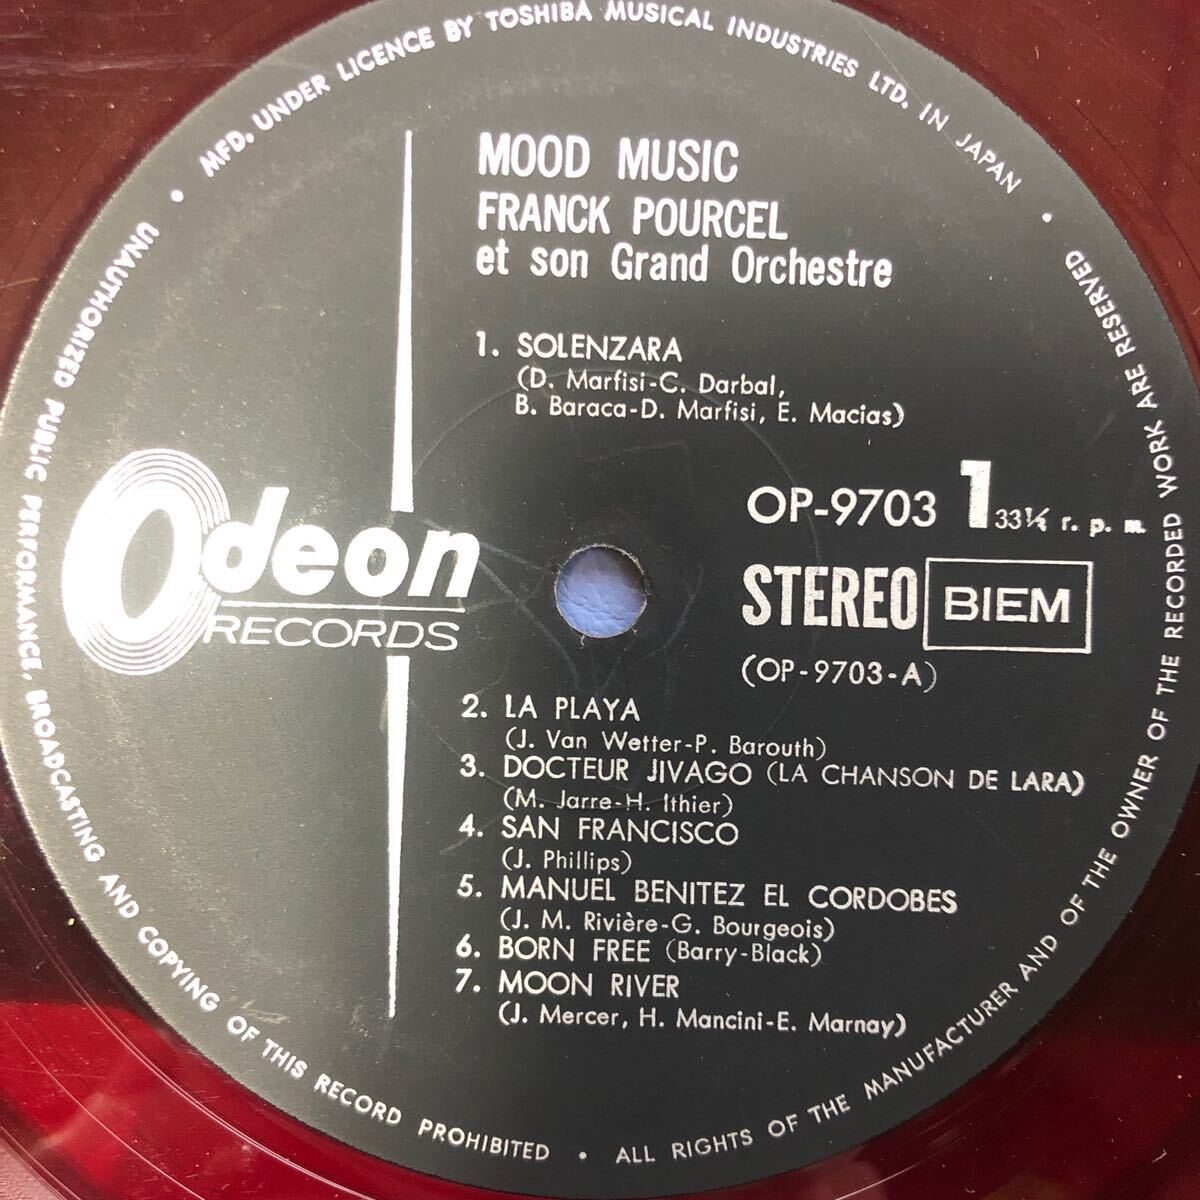 MFD. UNDER LICENCE BY TOSHIBA MUSICAL INDUSTRIES LTD. IN JAPAN •
MOOD MUSIC
FRANCK POURCEL
et son Grand Orchestre
1. SOLENZARA
(D. Marfisi-C. Darbal,
B. Baraca-D. Marfisi, E. Macias)
Odeon
RECORDS
OP-9703 1 33⅓ r. p. m.
STEREO BIEM
(OP-9703-A)
2. LA PLAYA
(J. Van Wetter-P. Barouth)
3. DOCTEUR JIVAGO (LA CHANSON DE LARA)
(M. Jarre-H. Ithier)
4. SAN FRANCISCO
(J. Phillips)
5. MANUEL BENITEZ EL CORDOBES
(J. M. Rivière-G. Bourgeois)
6. BORN FREE (Barry-Black)
7. MOON RIVER
(J. Mercer, H. Mancini-E. Marnay)
ALL RIGHTS OF THE MANUFACTURER AND OF THE OWNER OF THE RECORDED WORK ARE RESERVED •
UNAUTHORIZED PUBLIC PERFORMANCE, BROADCASTING AND COPYING OF THIS RECORD PROHIBITED •